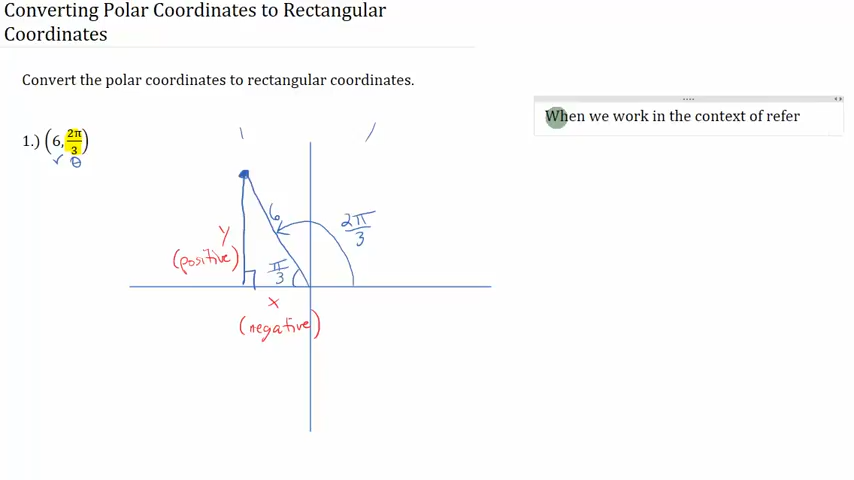 Converting Polar Coordinates to Rectangular
Coordinates
Convert the polar coordinates to rectangular coordinates.
When we work in the context of refer
1.) (6, 2π/3)
r θ
6
2π/3
y
(positive)
π/3
x
(negative)